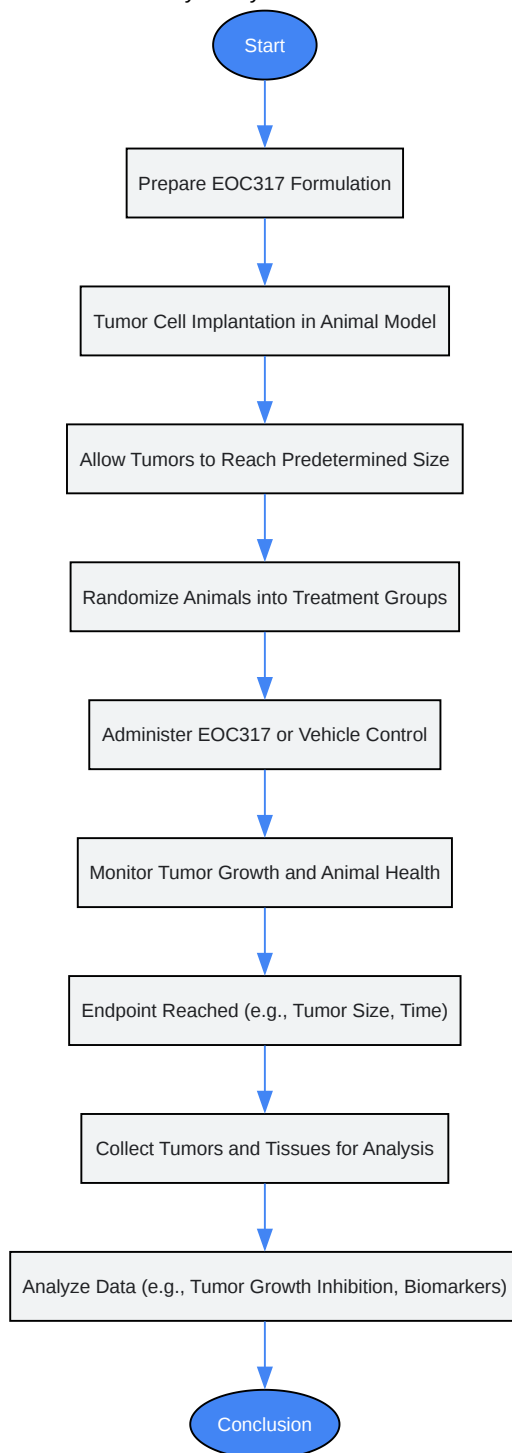 Start
Prepare EOC317 Formulation
Tumor Cell Implantation in Animal Model
Allow Tumors to Reach Predetermined Size
Randomize Animals into Treatment Groups
Administer EOC317 or Vehicle Control
Monitor Tumor Growth and Animal Health
Endpoint Reached (e.g., Tumor Size, Time)
Collect Tumors and Tissues for Analysis
Analyze Data (e.g., Tumor Growth Inhibition, Biomarkers)
Conclusion